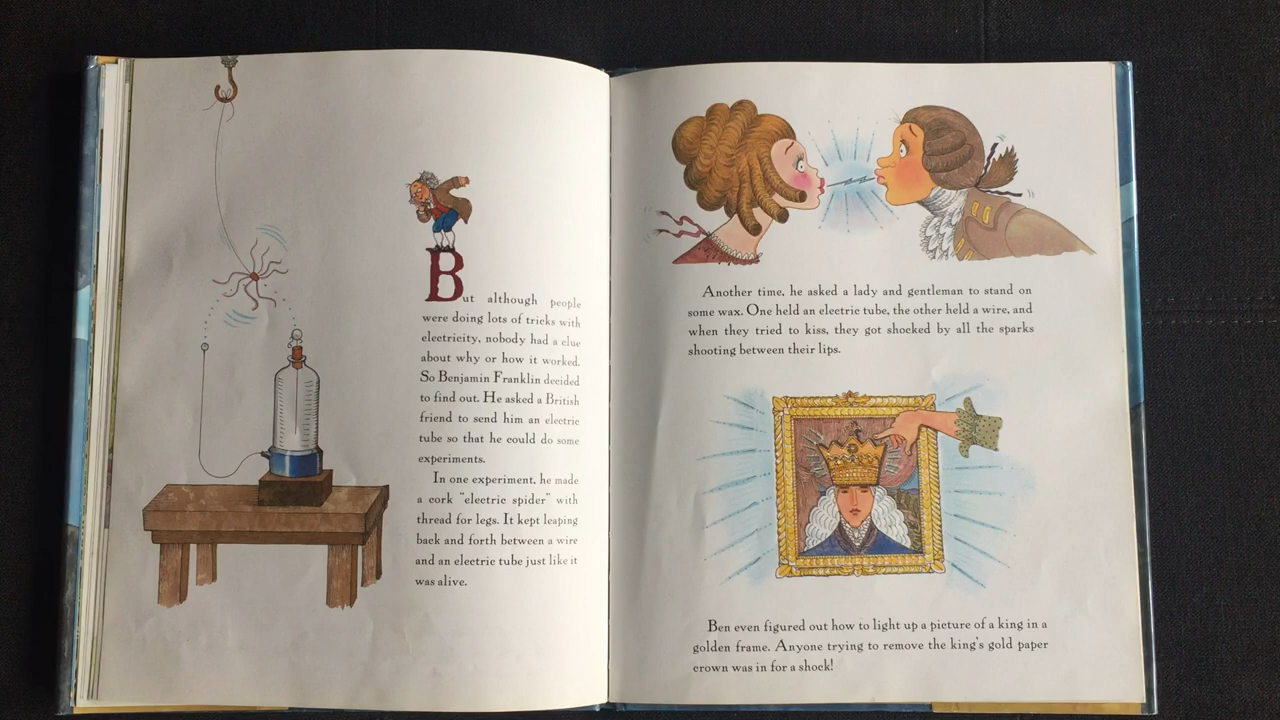 But although people
were doing lots of tricks with
electricity, nobody had a clue
about why or how it worked.
So Benjamin Franklin decided
to find out. He asked a British
friend to send him an electric
tube so that he could do some
experiments.
In one experiment, he made
a cork "electric spider" with
thread for legs. It kept leaping
back and forth between a wire
and an electric tube just like it
was alive.
Another time, he asked a lady and gentleman to stand on
some wax. One held an electric tube, the other held a wire, and
when they tried to kiss, they got shocked by all the sparks
shooting between their lips.
Ben even figured out how to light up a picture of a king in a
golden frame. Anyone trying to remove the king's gold paper
crown was in for a shock!